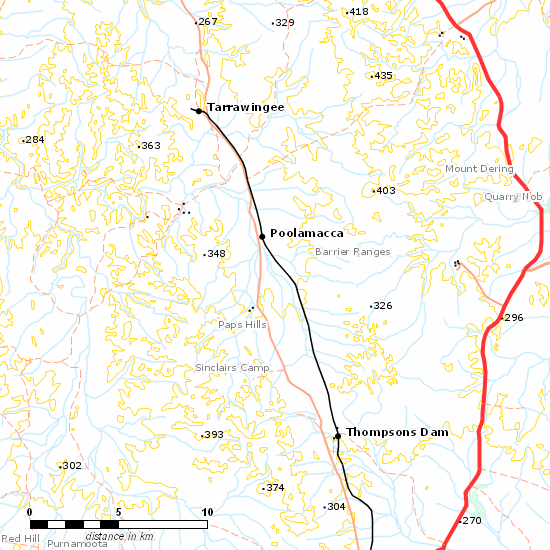 418
267
329
435
Tarrawingee
284
363
Mount Dering
403
Quarry Nob
Poolamacca
348
Barrier Ranges
326
296
Paps Hills
Sinclairs Camp
393
Thompsons Dam
302
374
304
0 5 10
270
distance in km
Red Hill
Purnamoota